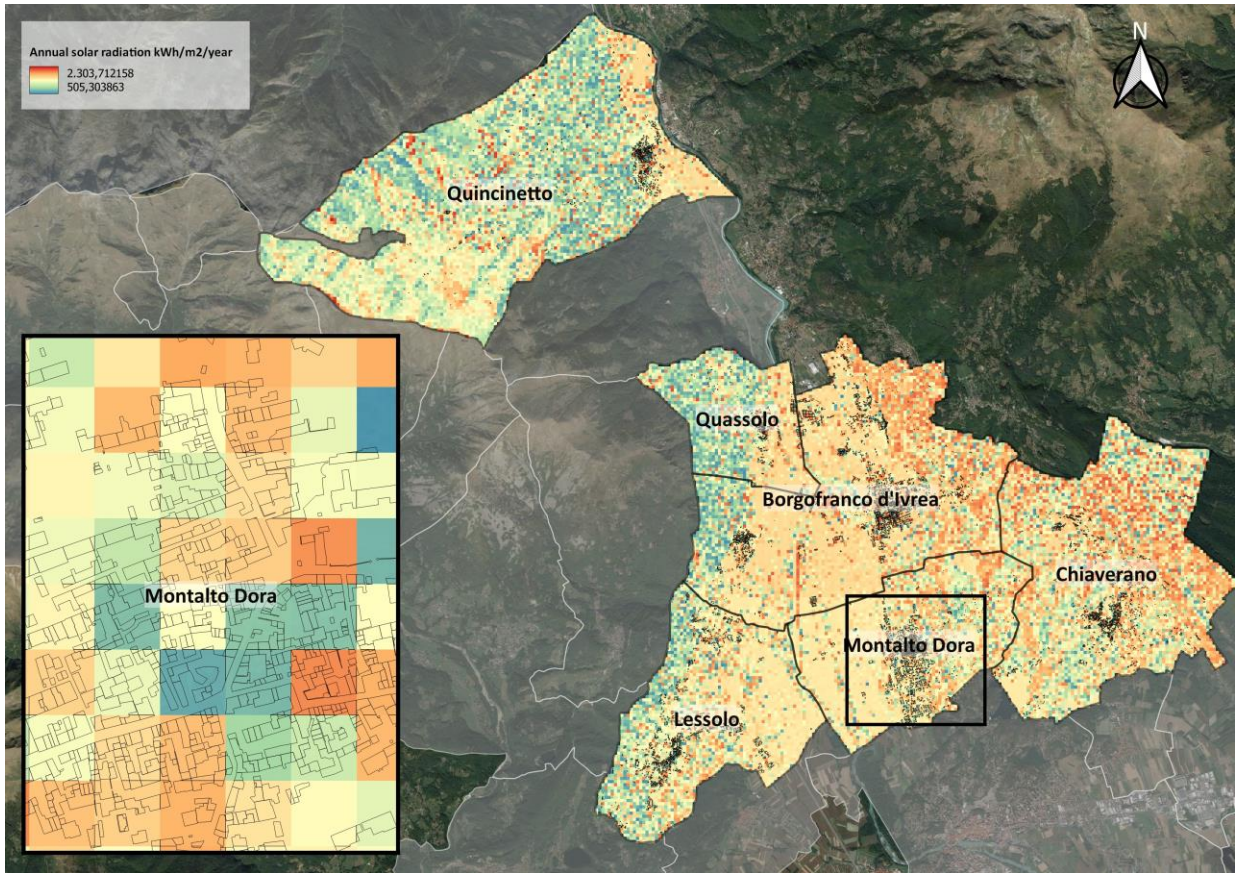 Annual solar radiation kWh/m2/year
2.303,712158
505,303863
N
Quincinetto
Quassolo
Borgofranco d'Ivrea
Chiaverano
Montalto Dora
Montalto Dora
Lessolo